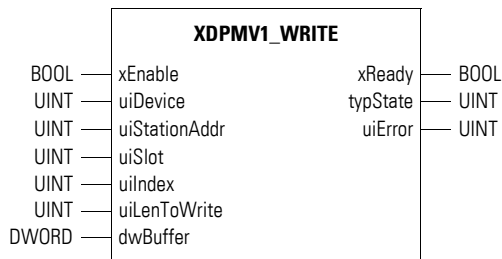 XDPMV1_WRITE
BOOL xEnable xReady BOOL
UINT uiDevice typState UINT
UINT uiStationAddr uiError UINT
UINT uiSlot
UINT uiIndex
UINT uiLenToWrite
DWORD dwBuffer